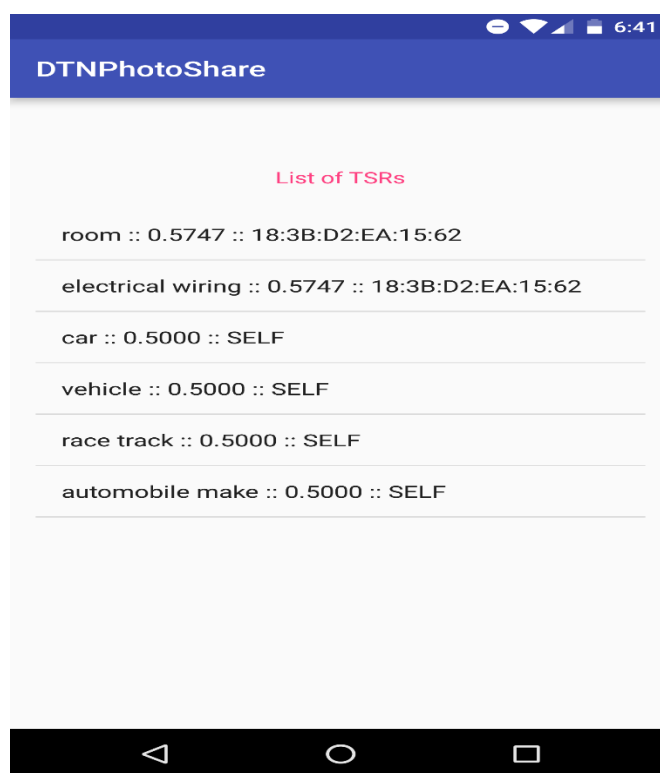 6:41
DTNPhotoShare
List of TSRs
room :: 0.5747 :: 18:3B:D2:EA:15:62
electrical wiring :: 0.5747 :: 18:3B:D2:EA:15:62
car :: 0.5000 :: SELF
vehicle :: 0.5000 :: SELF
race track :: 0.5000 :: SELF
automobile make :: 0.5000 :: SELF